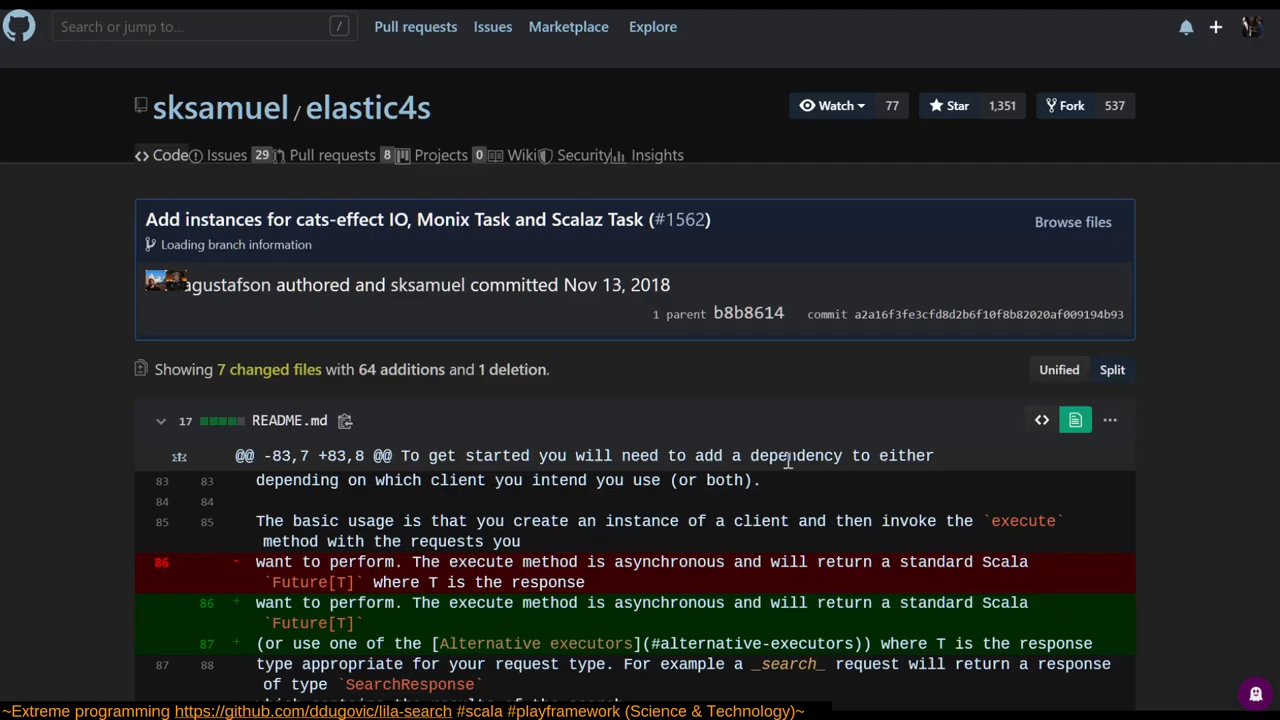 Search or jump to... / Pull requests Issues Marketplace Explore
sksamuel / elastic4s Watch 77 Star 1,351 Fork 537
Code Issues 29 Pull requests 8 Projects 0 Wiki Security Insights
Add instances for cats-effect IO, Monix Task and Scalaz Task (#1562) Browse files
Loading branch information
agustafson authored and sksamuel committed Nov 13, 2018
1 parent b8b8614 commit a2a16f3fe3cfd8d2b6f10f8b82020af009194b93
Showing 7 changed files with 64 additions and 1 deletion. Unified Split
17 README.md <> ...
@@ -83,7 +83,8 @@ To get started you will need to add a dependency to either
83 83 depending on which client you intend you use (or both).
84 84
85 85 The basic usage is that you create an instance of a client and then invoke the `execute`
method with the requests you
86 - want to perform. The execute method is asynchronous and will return a standard Scala
`Future[T]` where T is the response
86 + want to perform. The execute method is asynchronous and will return a standard Scala
`Future[T]`
87 + (or use one of the [Alternative executors](#alternative-executors)) where T is the response
87 88 type appropriate for your request type. For example a _search_ request will return a response
of type `SearchResponse`
~Extreme programming https://github.com/ddugovic/lila-search #scala #playframework (Science & Technology)~